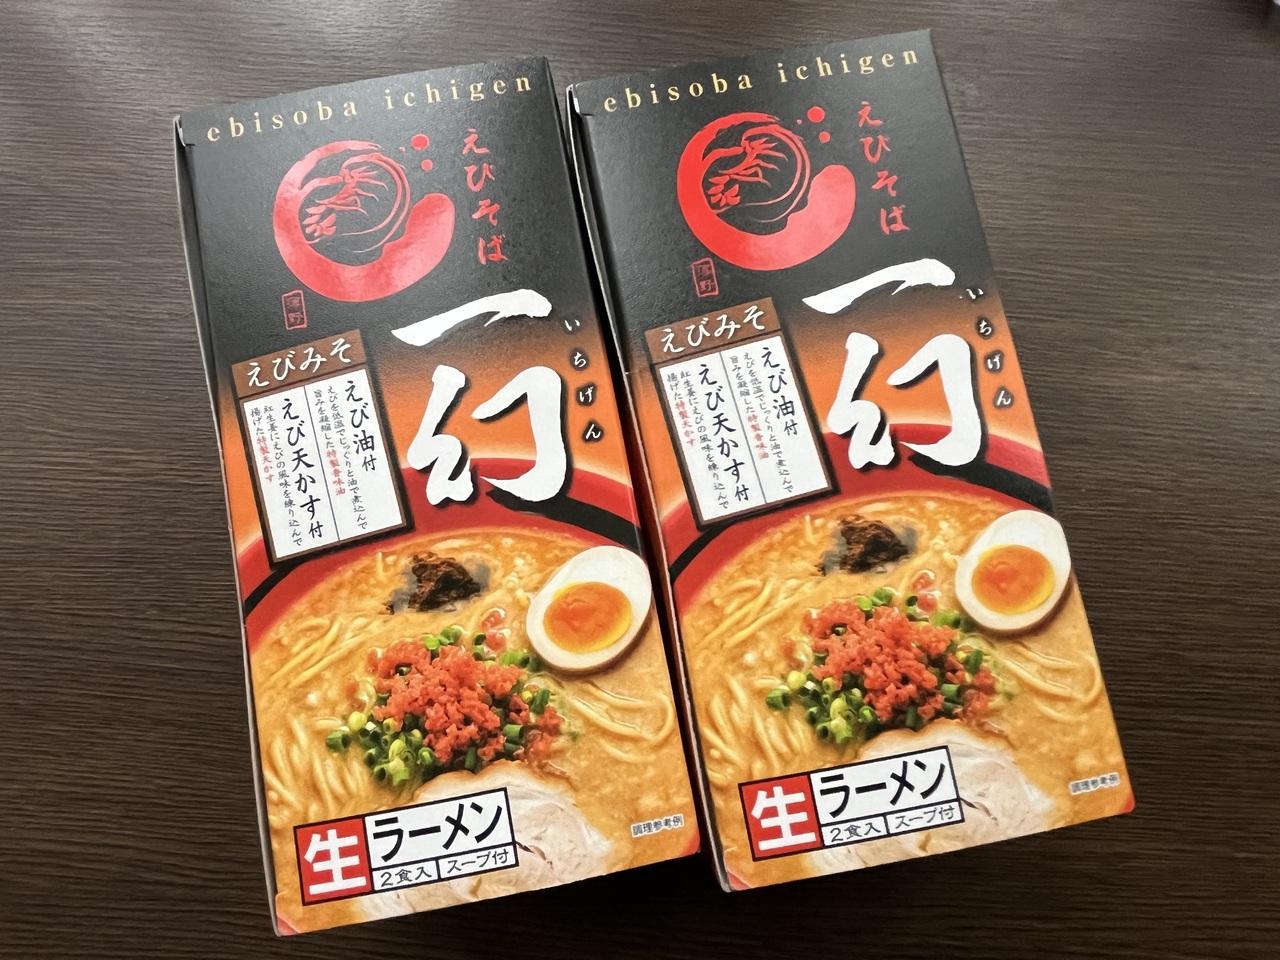 ebisoba ichigen
えびそば
一幻
いちげん
えびみそ
えび油付
えびを低温でじっくりと油で煮込んで
旨みを凝縮した特製香味油
えび天かす付
紅生姜にえびの風味を練り込んで
揚げた特製天かす
生ラーメン
2食入 スープ付
調理参考例
ebisoba ichigen
えびそば
一幻
いちげん
えびみそ
えび油付
えびを低温でじっくりと油で煮込んで
旨みを凝縮した特製香味油
えび天かす付
紅生姜にえびの風味を練り込んで
揚げた特製天かす
生ラーメン
2食入 スープ付
調理参考例